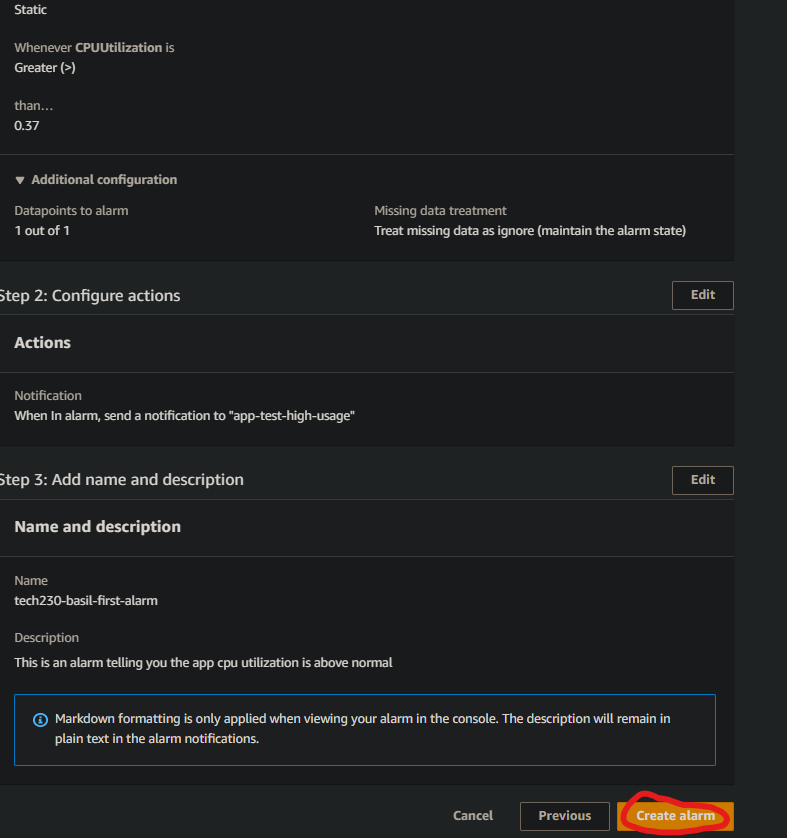 Static
Whenever CPUUtilization is
Greater (>)
than...
0.37
▼ Additional configuration
Datapoints to alarm
1 out of 1
Missing data treatment
Treat missing data as ignore (maintain the alarm state)
Step 2: Configure actions
Edit
Actions
Notification
When In alarm, send a notification to "app-test-high-usage"
Step 3: Add name and description
Edit
Name and description
Name
tech230-basil-first-alarm
Description
This is an alarm telling you the app cpu utilization is above normal
Markdown formatting is only applied when viewing your alarm in the console. The description will remain in
plain text in the alarm notifications.
Cancel
Previous
Create alarm